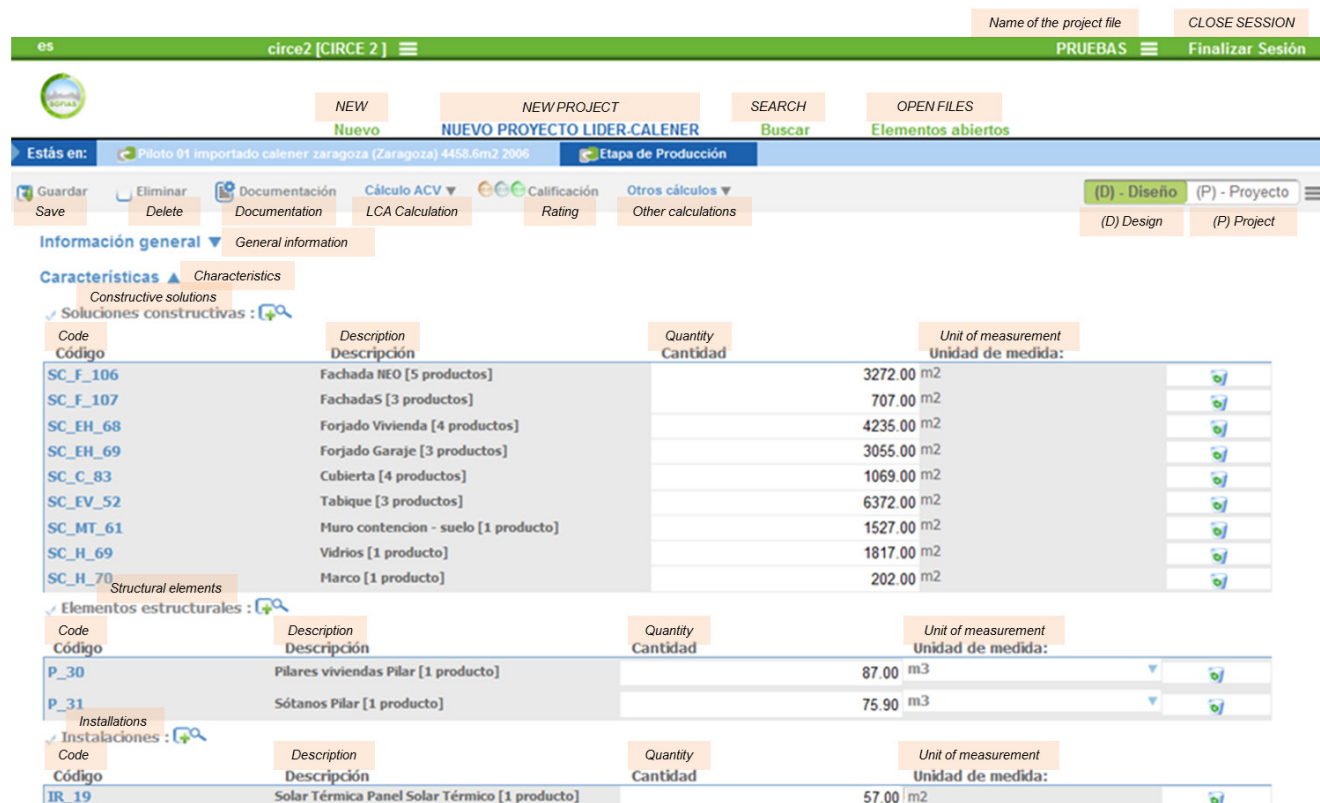 Name of the project file CLOSE SESSION
es circe2 [CIRCE 2 ] PRUEBAS Finalizar Sesión
SOFIAS
NEW NEW PROJECT SEARCH OPEN FILES
Nuevo NUEVO PROYECTO LIDER-CALENER Buscar Elementos abiertos
Estás en: Piloto 01 importado calener zaragoza (Zaragoza) 4458.6m2 2006 Etapa de Producción
Guardar Eliminar Documentación Cálculo ACV Calificación Otros cálculos (D) - Diseño (P) - Proyecto
Save Delete Documentation LCA Calculation Rating Other calculations (D) Design (P) Project
Información general General information
Características Characteristics
Constructive solutions
Soluciones constructivas :
Code Description Quantity Unit of measurement
Código Descripción Cantidad Unidad de medida:
SC_F_106 Fachada NEO [5 productos] 3272.00 m2
SC_F_107 FachadaS [3 productos] 707.00 m2
SC_EH_68 Forjado Vivienda [4 productos] 4235.00 m2
SC_EH_69 Forjado Garaje [3 productos] 3055.00 m2
SC_C_83 Cubierta [4 productos] 1069.00 m2
SC_EV_52 Tabique [3 productos] 6372.00 m2
SC_MT_61 Muro contencion - suelo [1 producto] 1527.00 m2
SC_H_69 Vidrios [1 producto] 1817.00 m2
SC_H_70 Marco [1 producto] 202.00 m2
Structural elements
Elementos estructurales :
Code Description Quantity Unit of measurement
Código Descripción Cantidad Unidad de medida:
P_30 Pilares viviendas Pilar [1 producto] 87.00 m3
P_31 Sótanos Pilar [1 producto] 75.90 m3
Installations
Instalaciones :
Code Description Quantity Unit of measurement
Código Descripción Cantidad Unidad de medida:
IR_19 Solar Térmica Panel Solar Térmico [1 producto] 57.00 m2